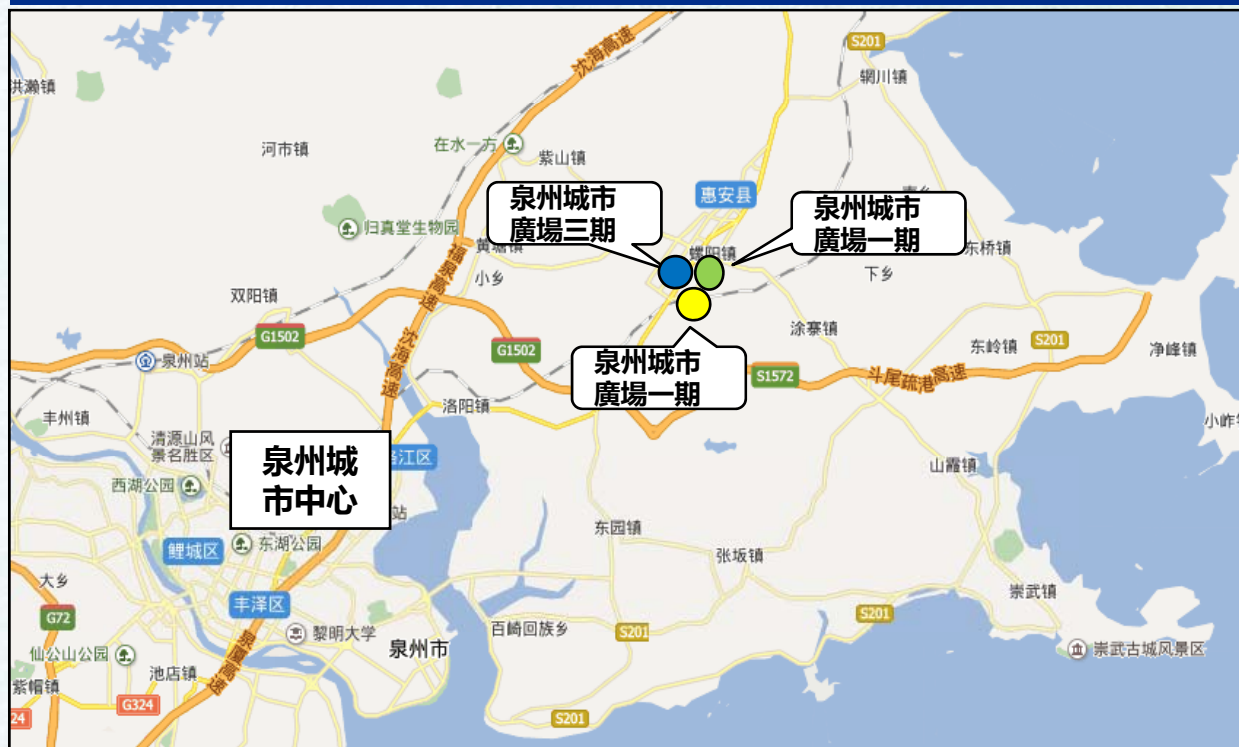 S201
沈海高速
辋川镇
洪濑镇
河市镇
在水一方
紫山镇
泉州城市
廣場三期
惠安县
泉州城市
廣場一期
归真堂生物园
黄塘镇
螺阳镇
东桥镇
福泉高速
小乡
下乡
双阳镇
G1502
沈海高速
涂寨镇
泉州站
G1502
泉州城市
廣場一期
S1572
斗尾疏港高速
东岭镇
S201
净峰镇
丰州镇
洛阳镇
小岞
清源山风
景名胜区
泉州城
市中心
洛江区
西湖公园
山霞镇
站
东园镇
鲤城区
东湖公园
张坂镇
大乡
丰泽区
崇武镇
G72
黎明大学
泉州市
百崎回族乡
S201
S201
崇武古城风景区
仙公山公园
泉厦高速
池店镇
紫帽镇
G324
24
S201